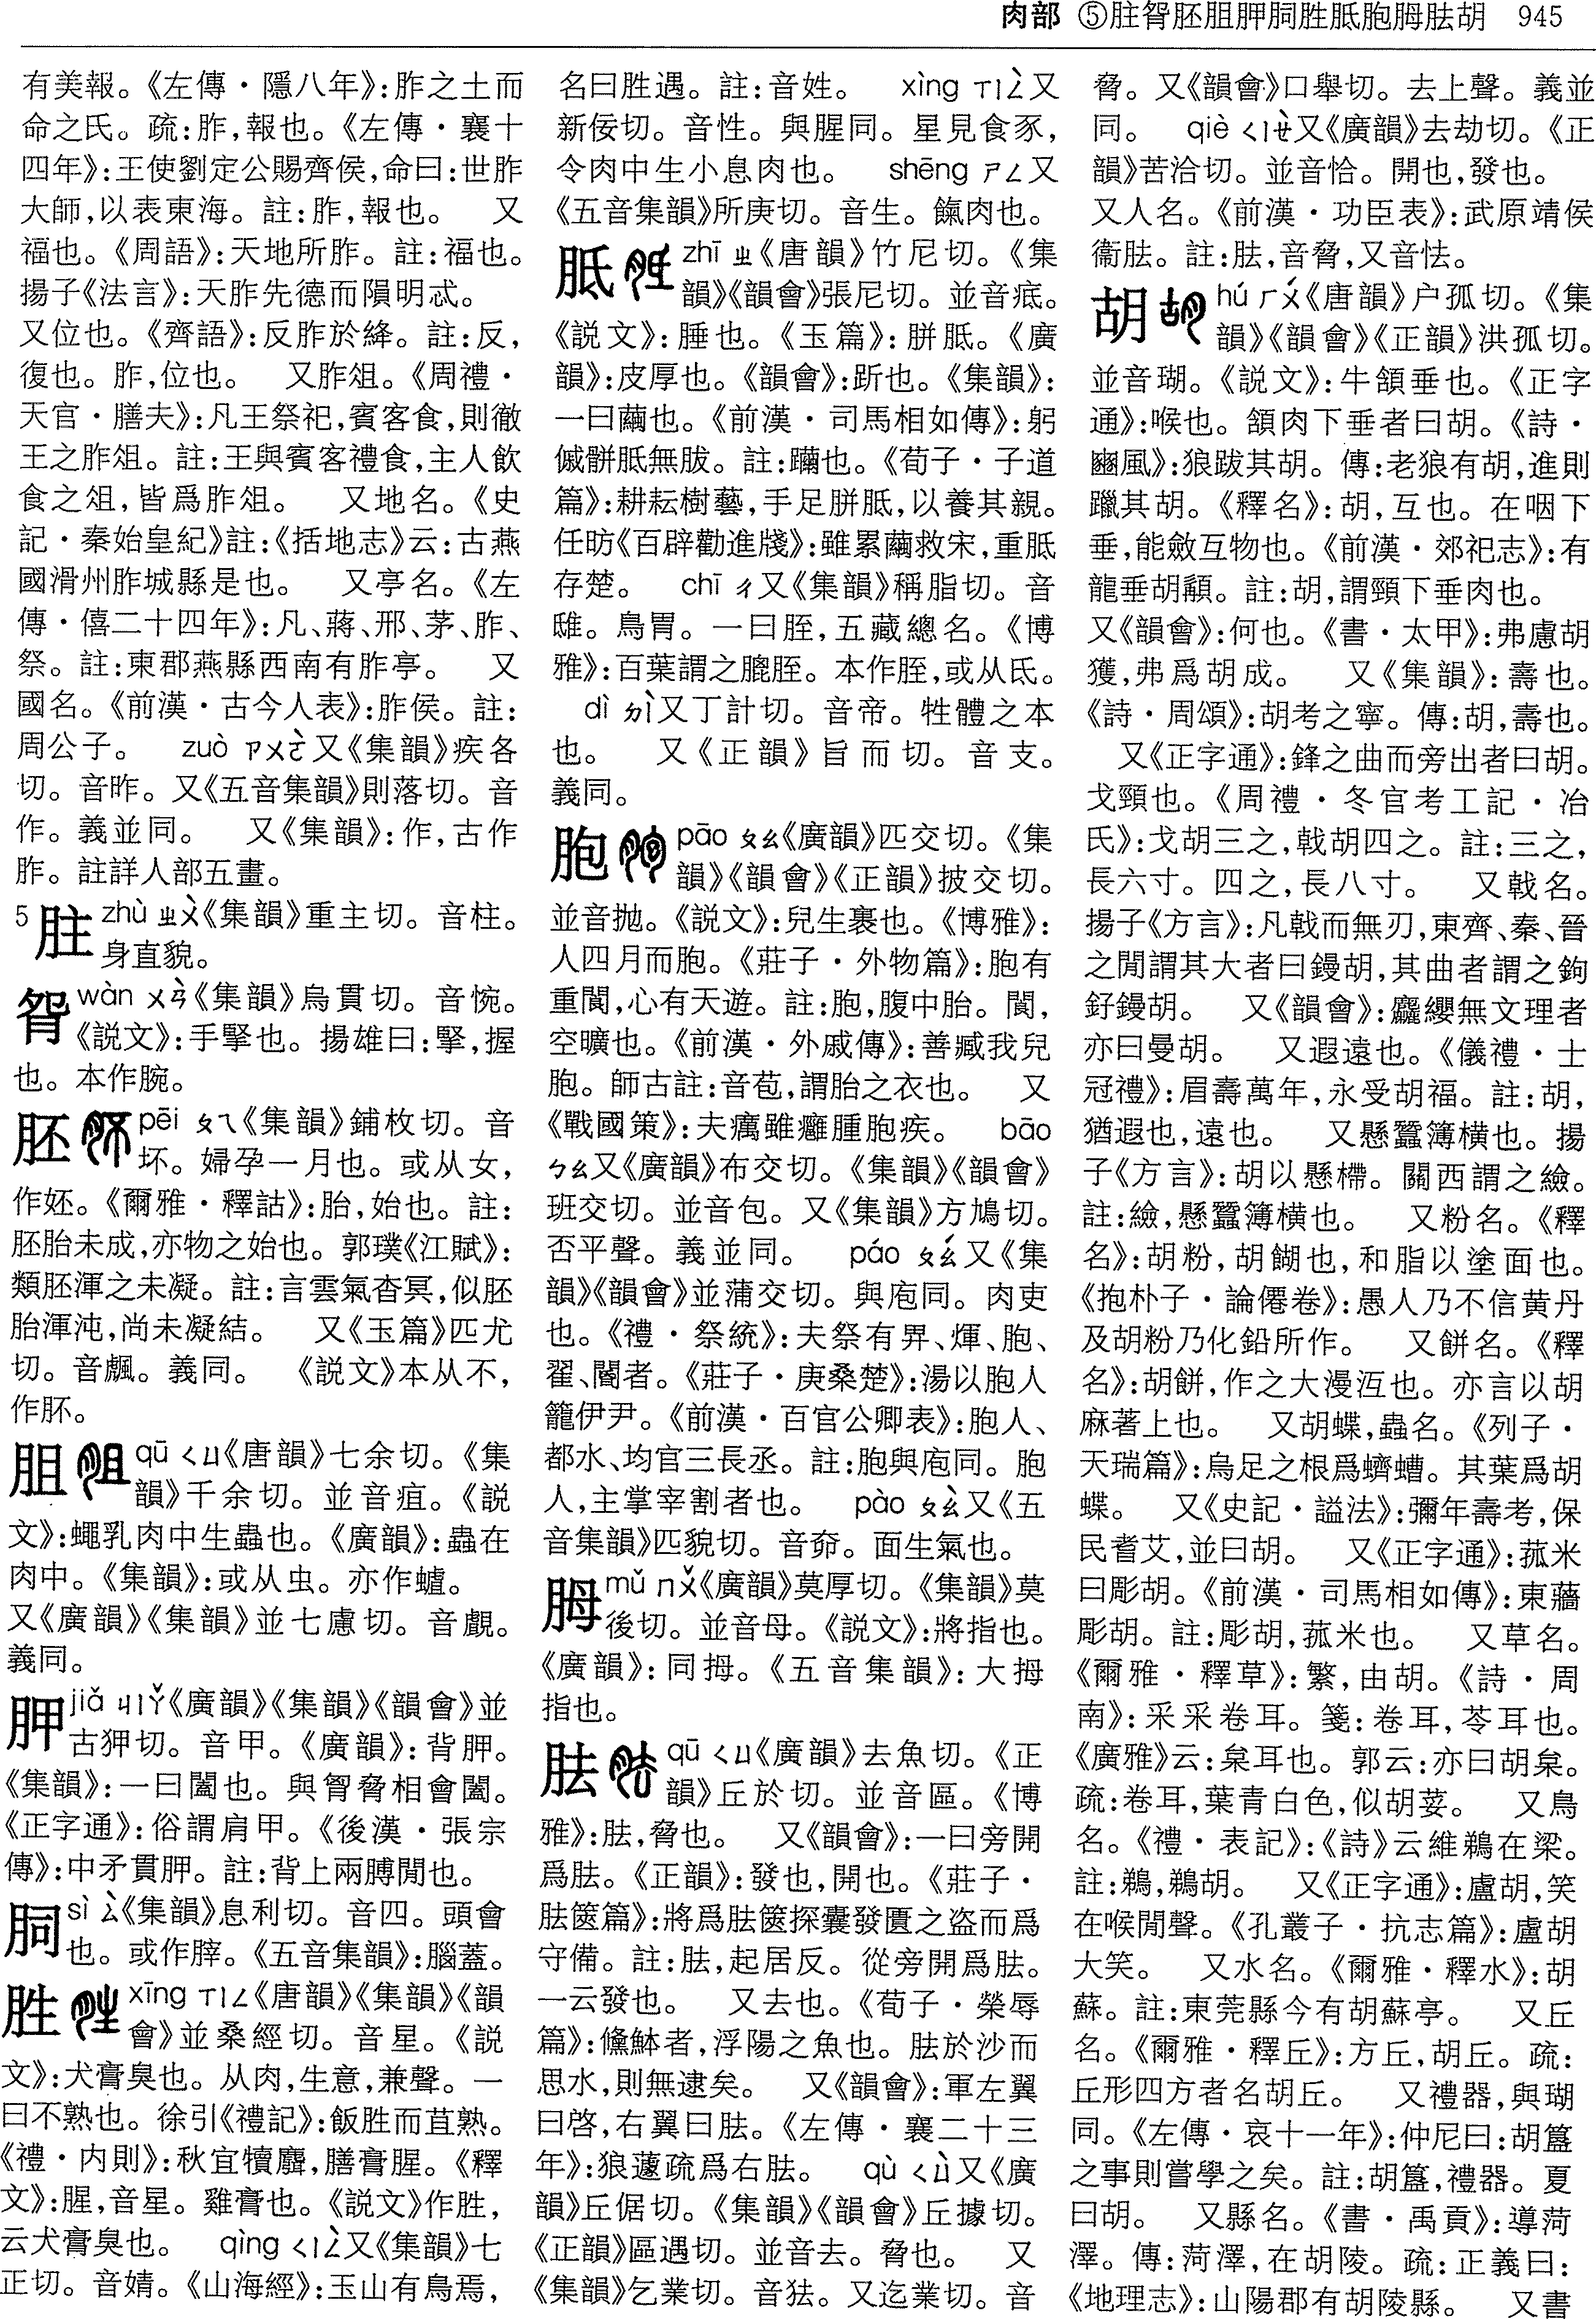 肉部 ⑤胜胷胚胆胛胴胜胝胞胟胠胡 945
有美報。《左傳·隱八年》:胙之土而
命之氏。疏:胙,報也。《左傳·襄十
四年》:王使劉定公賜齊侯,命曰:世胙
大師,以表東海。註:胙,報也。 又
福也。《周語》:天地所胙。註:福也。
揚子《法言》:天胙先德而隕明忒。
又位也。《齊語》:反胙於絳。註:反,
復也。胙,位也。 又胙俎。《周禮·
天官·膳夫》:凡王祭祀,賓客食,則徹
王之胙俎。註:王與賓客禮食,主人飲
食之俎,皆爲胙俎。 又地名。《史
記·秦始皇紀》註:《括地志》云:古燕
國滑州胙城縣是也。 又亭名。《左
傳·僖二十四年》:凡、蔣、邢、茅、胙、
祭。註:東郡燕縣西南有胙亭。 又
國名。《前漢·古今人表》:胙侯。註:
周公子。 zuò ㄗㄨㄛˋ又《集韻》疾各
切。音昨。又《五音集韻》則落切。音
作。義並同。 又《集韻》:作,古作
胙。註詳人部五畫。
5 䏭 zhù ㄓㄨˋ《集韻》重主切。音柱。
身直貌。
䏦 wàn ㄨㄢˋ《集韻》烏貫切。音惋。
《説文》:手掔也。揚雄曰:掔,握
也。本作腕。
胚 pēi ㄆㄟ《集韻》鋪枚切。音
坏。婦孕一月也。或从女,
作妚。《爾雅·釋詁》:胎,始也。註:
胚胎未成,亦物之始也。郭璞《江賦》:
類胚渾之未凝。註:言雲氣杳冥,似胚
胎渾沌,尚未凝結。 又《玉篇》匹尤
切。音飆。義同。 《説文》本从不,
作肧。
胆 qū ㄑㄩ《唐韻》七余切。《集
韻》千余切。並音疽。《説
文》:蠅乳肉中生蟲也。《廣韻》:蟲在
肉中。《集韻》:或从虫。亦作蛆。
又《廣韻》《集韻》並七慮切。音覰。
義同。
胛 jiǎ ㄐㄧㄚˇ《廣韻》《集韻》《韻會》並
古狎切。音甲。《廣韻》:背胛。
《集韻》:一曰闔也。與胷脅相會闔。
《正字通》:俗謂肩甲。《後漢·張宗
傳》:中矛貫胛。註:背上兩膊閒也。
䏤 sì ㄙˋ《集韻》息利切。音四。頭會
也。或作䏢。《五音集韻》:腦蓋。
胜 xīng ㄒㄧㄥ《唐韻》《集韻》《韻
會》並桑經切。音星。《説
文》:犬膏臭也。从肉,生意,兼聲。一
曰不熟也。徐引《禮記》:飯胜而苴熟。
《禮·内則》:秋宜犢麛,膳膏腥。《釋
文》:腥,音星。雞膏也。《説文》作胜,
云犬膏臭也。 qìng ㄑㄧㄥˋ又《集韻》七
正切。音婧。《山海經》:玉山有鳥焉,
名曰胜遇。註:音姓。 xìng ㄒㄧㄥˋ又
新佞切。音性。與腥同。星見食豕,
令肉中生小息肉也。 shēng ㄕㄥ又
《五音集韻》所庚切。音生。餼肉也。
胝 zhī ㄓ《唐韻》竹尼切。《集
韻》《韻會》張尼切。並音疷。
《説文》:腄也。《玉篇》:胼胝。《廣
韻》:皮厚也。《韻會》:䟰也。《集韻》:
一曰繭也。《前漢·司馬相如傳》:躬
傶骿胝無胈。註:䠰也。《荀子·子道
篇》:耕耘樹藝,手足胼胝,以養其親。
任昉《百辟勸進牋》:雖累繭救宋,重胝
存楚。 chī ㄔ又《集韻》稱脂切。音
鴟。鳥胃。一曰胵,五藏總名。《博
雅》:百葉謂之膍胵。本作胵,或从氐。
dì ㄉㄧˋ又丁計切。音帝。牲體之本
也。 又《正韻》旨而切。音支。
義同。
胞 pāo ㄆㄠ《廣韻》匹交切。《集
韻》《韻會》《正韻》披交切。
並音抛。《説文》:兒生裹也。《博雅》:
人四月而胞。《莊子·外物篇》:胞有
重閬,心有天遊。註:胞,腹中胎。閬,
空曠也。《前漢·外戚傳》:善臧我兒
胞。師古註:音苞,謂胎之衣也。 又
《戰國策》:夫癘雖癰腫胞疾。 bāo
ㄅㄠ又《廣韻》布交切。《集韻》《韻會》
班交切。並音包。又《集韻》方鳩切。
否平聲。義並同。 páo ㄆㄠˊ又《集
韻》《韻會》並蒲交切。與庖同。肉吏
也。《禮·祭統》:夫祭有畀、煇、胞、
翟、閽者。《莊子·庚桑楚》:湯以胞人
籠伊尹。《前漢·百官公卿表》:胞人、
都水、均官三長丞。註:胞與庖同。胞
人,主掌宰割者也。 pào ㄆㄠˋ又《五
音集韻》匹貌切。音奅。面生氣也。
胟 mǔ ㄇㄨˇ《廣韻》莫厚切。《集韻》莫
後切。並音母。《説文》:將指也。
《廣韻》:同拇。《五音集韻》:大拇
指也。
胠 qū ㄑㄩ《廣韻》去魚切。《正
韻》丘於切。並音區。《博
雅》:胠,脅也。 又《韻會》:一曰旁開
爲胠。《正韻》:發也,開也。《莊子·
胠篋篇》:將爲胠篋探囊發匱之盗而爲
守備。註:胠,起居反。從旁開爲胠。
一云發也。 又去也。《荀子·榮辱
篇》:鯈䱁者,浮陽之魚也。胠於沙而
思水,則無逮矣。 又《韻會》:軍左翼
曰啓,右翼曰胠。《左傳·襄二十三
年》:狼蘧疏爲右胠。 qù ㄑㄩˋ又《廣
韻》丘倨切。《集韻》《韻會》丘據切。
《正韻》區遇切。並音去。脅也。 又
《集韻》乞業切。音㹤。又迄業切。音
脅。又《韻會》口舉切。去上聲。義並
同。 qiè ㄑㄧㄝˋ又《廣韻》去劫切。《正
韻》苦洽切。並音恰。開也,發也。
又人名。《前漢·功臣表》:武原靖侯
衞胠。註:胠,音脅,又音怯。
胡 hú ㄏㄨˊ《唐韻》户孤切。《集
韻》《韻會》《正韻》洪孤切。
並音瑚。《説文》:牛頷垂也。《正字
通》:喉也。頷肉下垂者曰胡。《詩·
豳風》:狼跋其胡。傳:老狼有胡,進則
躐其胡。《釋名》:胡,互也。在咽下
垂,能斂互物也。《前漢·郊祀志》:有
龍垂胡髯。註:胡,謂頸下垂肉也。
又《韻會》:何也。《書·太甲》:弗慮胡
獲,弗爲胡成。 又《集韻》:壽也。
《詩·周頌》:胡考之寧。傳:胡,壽也。
又《正字通》:鋒之曲而旁出者曰胡。
戈頸也。《周禮·冬官考工記·冶
氏》:戈胡三之,戟胡四之。註:三之,
長六寸。四之,長八寸。 又戟名。
揚子《方言》:凡戟而無刃,東齊、秦、晉
之閒謂其大者曰鏝胡,其曲者謂之鉤
釨鏝胡。 又《韻會》:麤纓無文理者
亦曰曼胡。 又遐遠也。《儀禮·士
冠禮》:眉壽萬年,永受胡福。註:胡,
猶遐也,遠也。 又懸蠶簿橫也。揚
子《方言》:胡以懸㯂。關西謂之㯌。
註:㯌,懸蠶簿橫也。 又粉名。《釋
名》:胡粉,胡餬也,和脂以塗面也。
《抱朴子·論僊卷》:愚人乃不信黄丹
及胡粉乃化鉛所作。 又餅名。《釋
名》:胡餅,作之大漫沍也。亦言以胡
麻著上也。 又胡蝶,蟲名。《列子·
天瑞篇》:烏足之根爲蠐螬。其葉爲胡
蝶。 又《史記·謚法》:彌年壽考,保
民耆艾,並曰胡。 又《正字通》:菰米
曰彫胡。《前漢·司馬相如傳》:東蘠
彫胡。註:彫胡,菰米也。 又草名。
《爾雅·釋草》:繁,由胡。《詩·周
南》:采采卷耳。箋:卷耳,苓耳也。
《廣雅》云:枲耳也。郭云:亦曰胡枲。
疏:卷耳,葉青白色,似胡荽。 又鳥
名。《禮·表記》:《詩》云維鵜在梁。
註:鵜,鵜胡。 又《正字通》:盧胡,笑
在喉閒聲。《孔叢子·抗志篇》:盧胡
大笑。 又水名。《爾雅·釋水》:胡
蘇。註:東莞縣今有胡蘇亭。 又丘
名。《爾雅·釋丘》:方丘,胡丘。疏:
丘形四方者名胡丘。 又禮器,與瑚
同。《左傳·哀十一年》:仲尼曰:胡簋
之事則嘗學之矣。註:胡簋,禮器。夏
曰胡。 又縣名。《書·禹貢》:導菏
澤。傳:菏澤,在胡陵。疏:正義曰:
《地理志》:山陽郡有胡陵縣。 又書